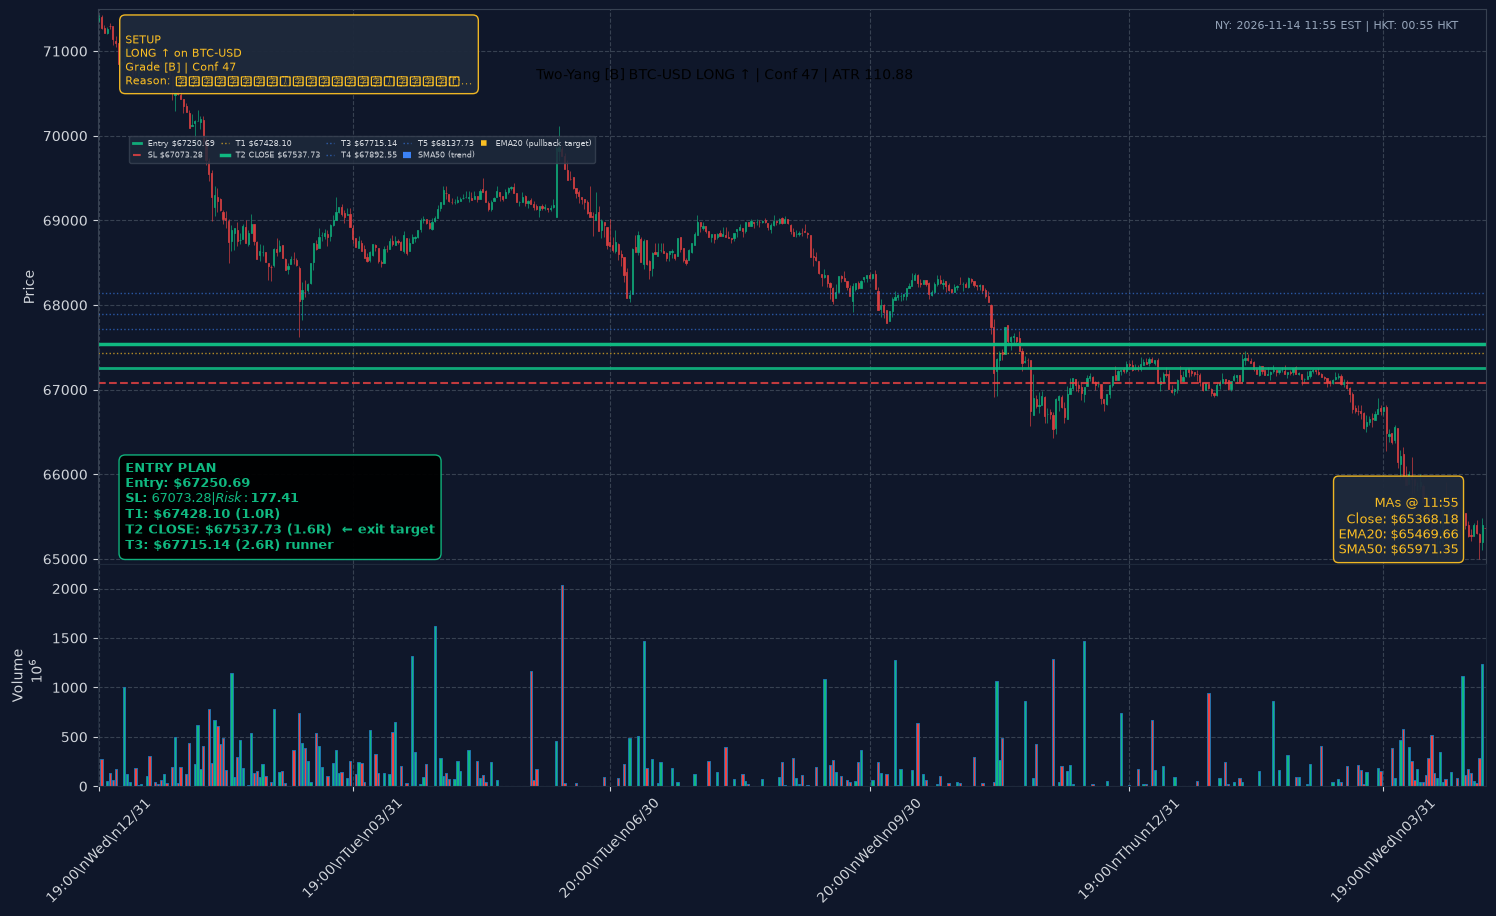 NY: 2026-11-14 11:55 EST | HKT: 00:55 HKT
SETUP
LONG ↑ on BTC-USD
Grade [B] | Conf 47
Reason:
Two-Yang [B] BTC-USD LONG ↑ | Conf 47 | ATR 110.88
Entry $67250.69
SL $67073.28
T1 $67428.10
T2 CLOSE $67537.73
T3 $67715.14
T4 $67892.55
T5 $68137.73
SMA50 (trend)
EMA20 (pullback target)
Price
71000
70000
69000
68000
67000
66000
65000
ENTRY PLAN
Entry: $67250.69
SL: 67073.28|Risk:177.41
T1: $67428.10 (1.0R)
T2 CLOSE: $67537.73 (1.6R) ← exit target
T3: $67715.14 (2.6R) runner
MAs @ 11:55
Close: $65368.18
EMA20: $65469.66
SMA50: $65971.35
Volume
10⁶
2000
1500
1000
500
0
19:00\nWed\n12/31
19:00\nTue\n03/31
20:00\nTue\n06/30
20:00\nWed\n09/30
19:00\nThu\n12/31
19:00\nWed\n03/31